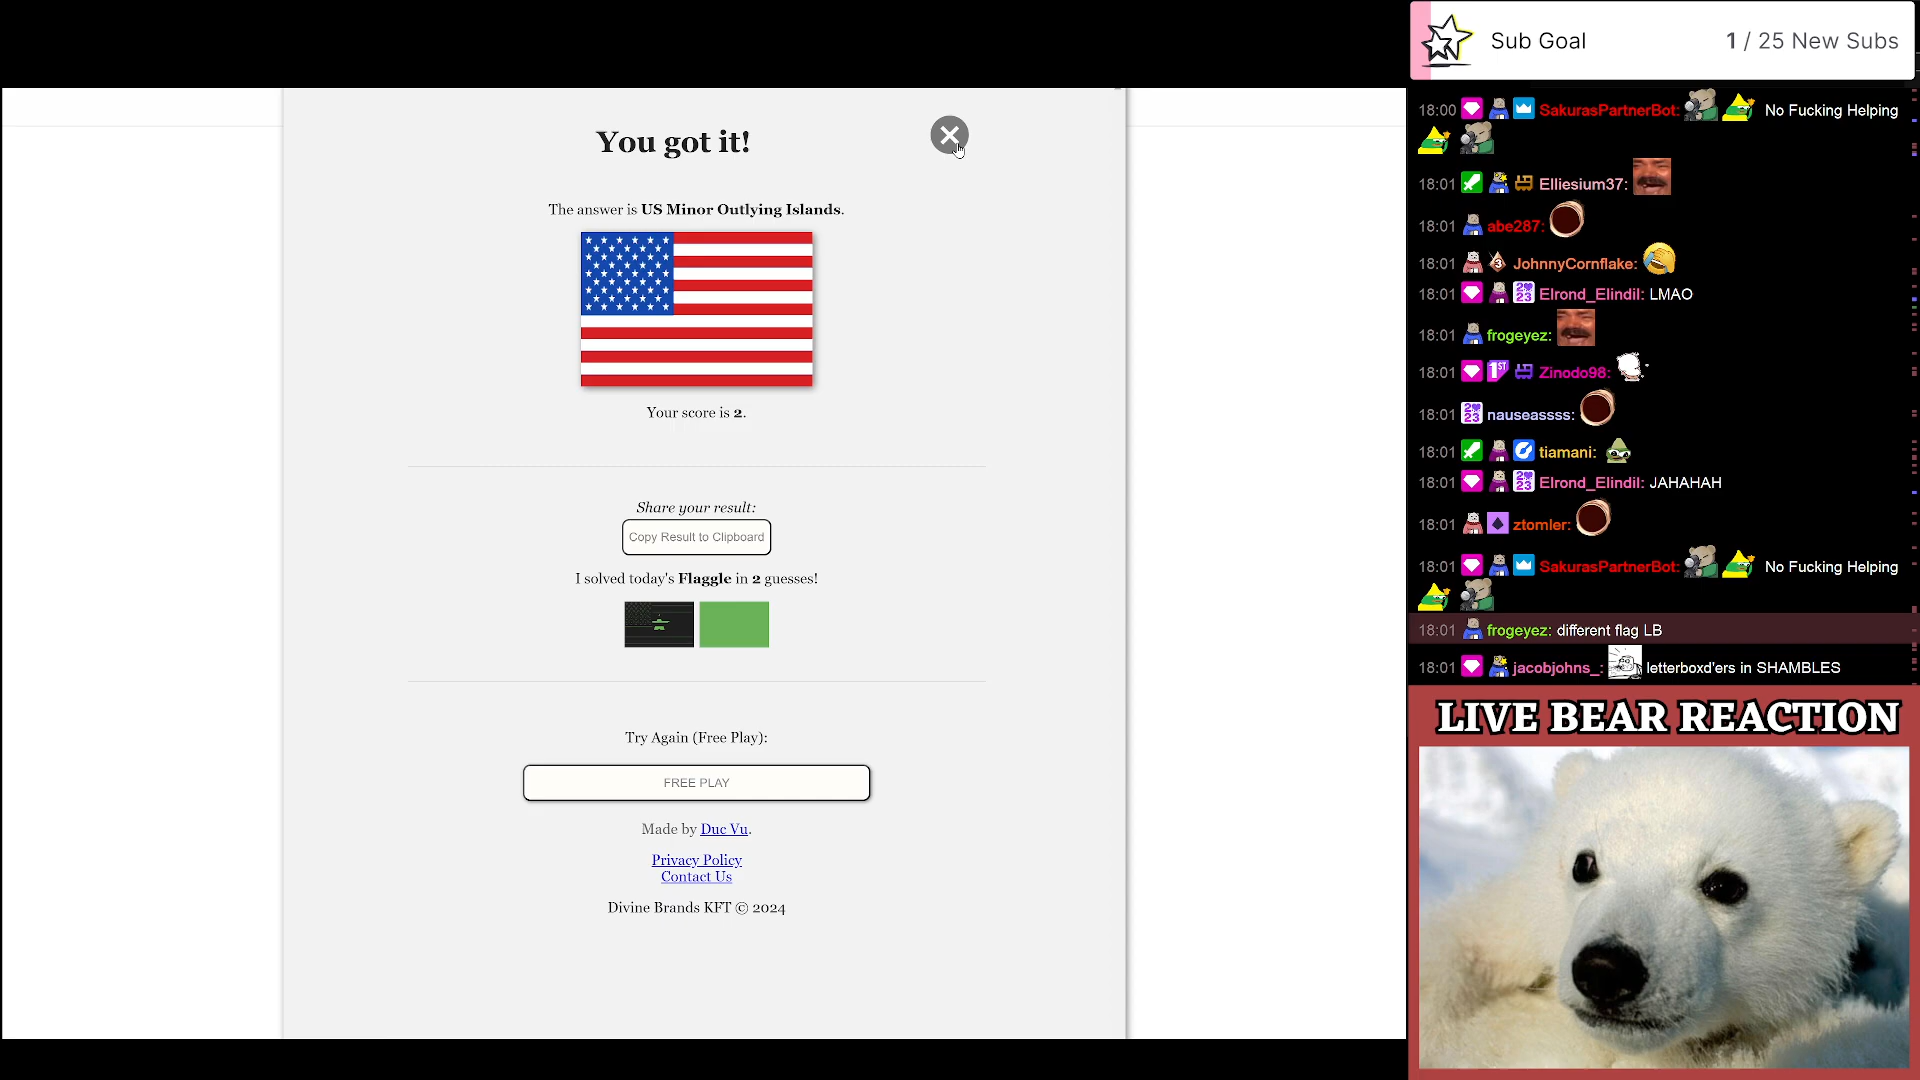 You got it!
The answer is US Minor Outlying Islands.
Your score is 2.
Share your result:
Copy Result to Clipboard
I solved today's Flaggle in 2 guesses!
Try Again (Free Play):
FREE PLAY
Made by Duc Vu.
Privacy Policy
Contact Us
Divine Brands KFT © 2024
Sub Goal 1 / 25 New Subs
18:00 SakurasPartnerBot: No Fucking Helping
18:01 Elliesium37:
18:01 abe287:
18:01 3 JohnnyCornflake:
18:01 2023 Elrond_Elindil: LMAO
18:01 frogeyez:
18:01 1ST Zinodo98:
18:01 2023 nauseassss:
18:01 tiamani:
18:01 2023 Elrond_Elindil: JAHAHAH
18:01 ztomler:
18:01 SakurasPartnerBot: No Fucking Helping
18:01 frogeyez: different flag LB
18:01 jacobjohns_: letterboxd'ers in SHAMBLES
LIVE BEAR REACTION